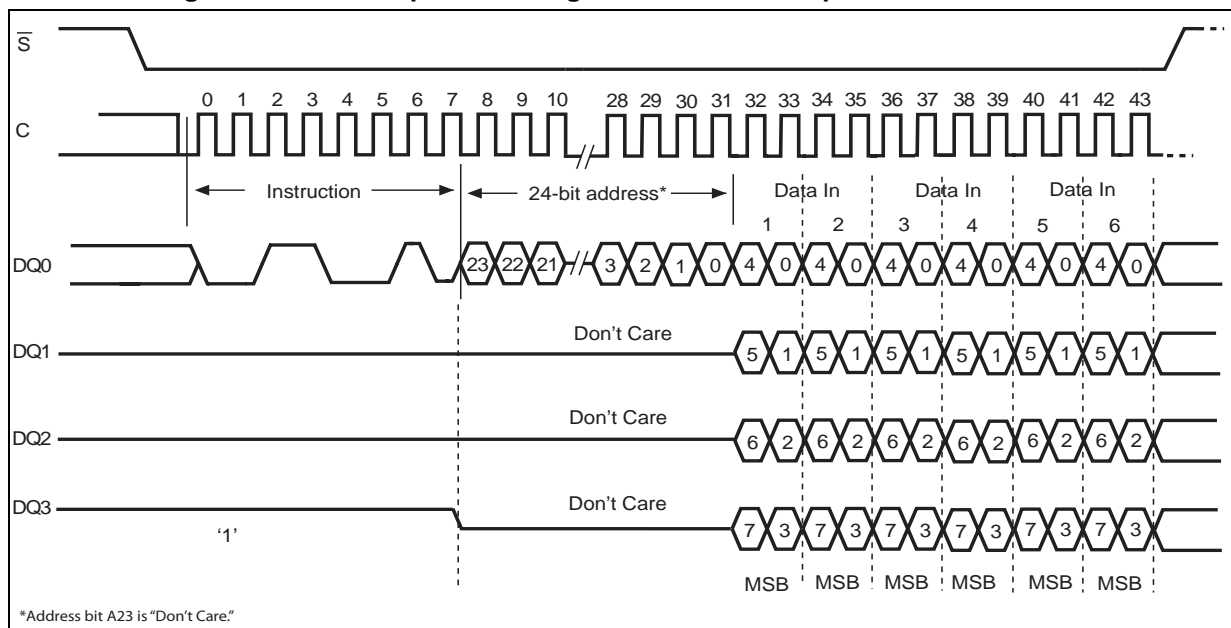 S
0 1 2 3 4 5 6 7 8 9 10 28 29 30 31 32 33 34 35 36 37 38 39 40 41 42 43
C
Instruction 24-bit address* Data In Data In Data In
1 2 3 4 5 6
DQ0 23 22 21 3 2 1 0 4 0 4 0 4 0 4 0 4 0 4 0
Don't Care
DQ1 5 1 5 1 5 1 5 1 5 1 5 1
Don't Care
DQ2 6 2 6 2 6 2 6 2 6 2 6 2
DQ3 Don't Care
‘1’ 7 3 7 3 7 3 7 3 7 3 7 3
MSB MSB MSB MSB MSB MSB
*Address bit A23 is “Don’t Care.”